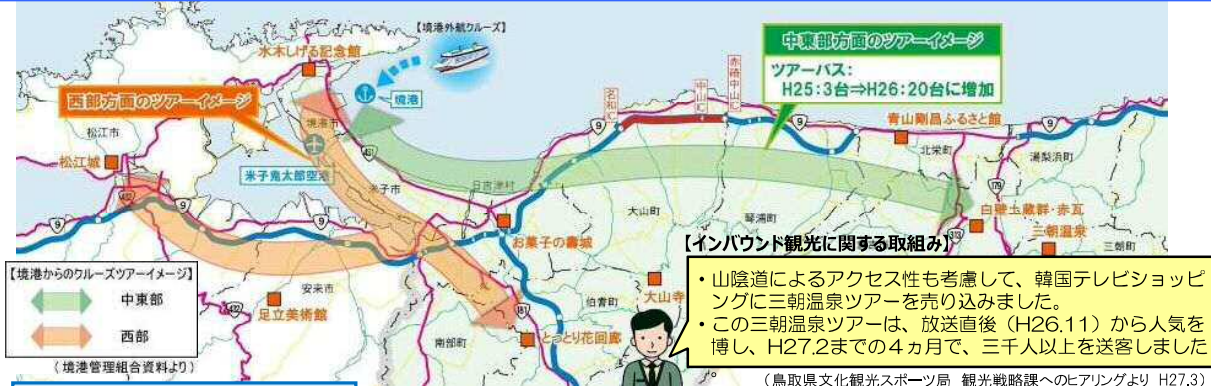 【境港外航クルーズ】
水木しげる記念館
中東部方面のツアーイメージ
ツアーバス：
H25：3台⇒H26：20台に増加
西部方面のツアーイメージ
境港
名和IC
中山IC
赤碕中山IC
青山剛昌ふるさと館
松江市
境港市
9
9
9
北栄町
湯梨浜町
松江城
431
米子鬼太郎空港
米子市
日吉津村
179
432
大山町
琴浦町
白壁土蔵群・赤瓦
313
三朝温泉
三朝町
9
9
お菓子の壽城
【インバウンド観光に関する取組み】
【境港からのクルーズツアーイメージ】
中東部
西部
（境港管理組合資料より）
安来市
432
足立美術館
大山寺
伯耆町
181
南部町
とっとり花回廊
・山陰道によるアクセス性も考慮して、韓国テレビショッピ
ングに三朝温泉ツアーを売り込みました。
・この三朝温泉ツアーは、放送直後（H26.11）から人気を
博し、H27.2までの4ヵ月で、三千人以上を送客しました
（鳥取県文化観光スポーツ局　観光戦略課へのヒアリングより　H27.3）